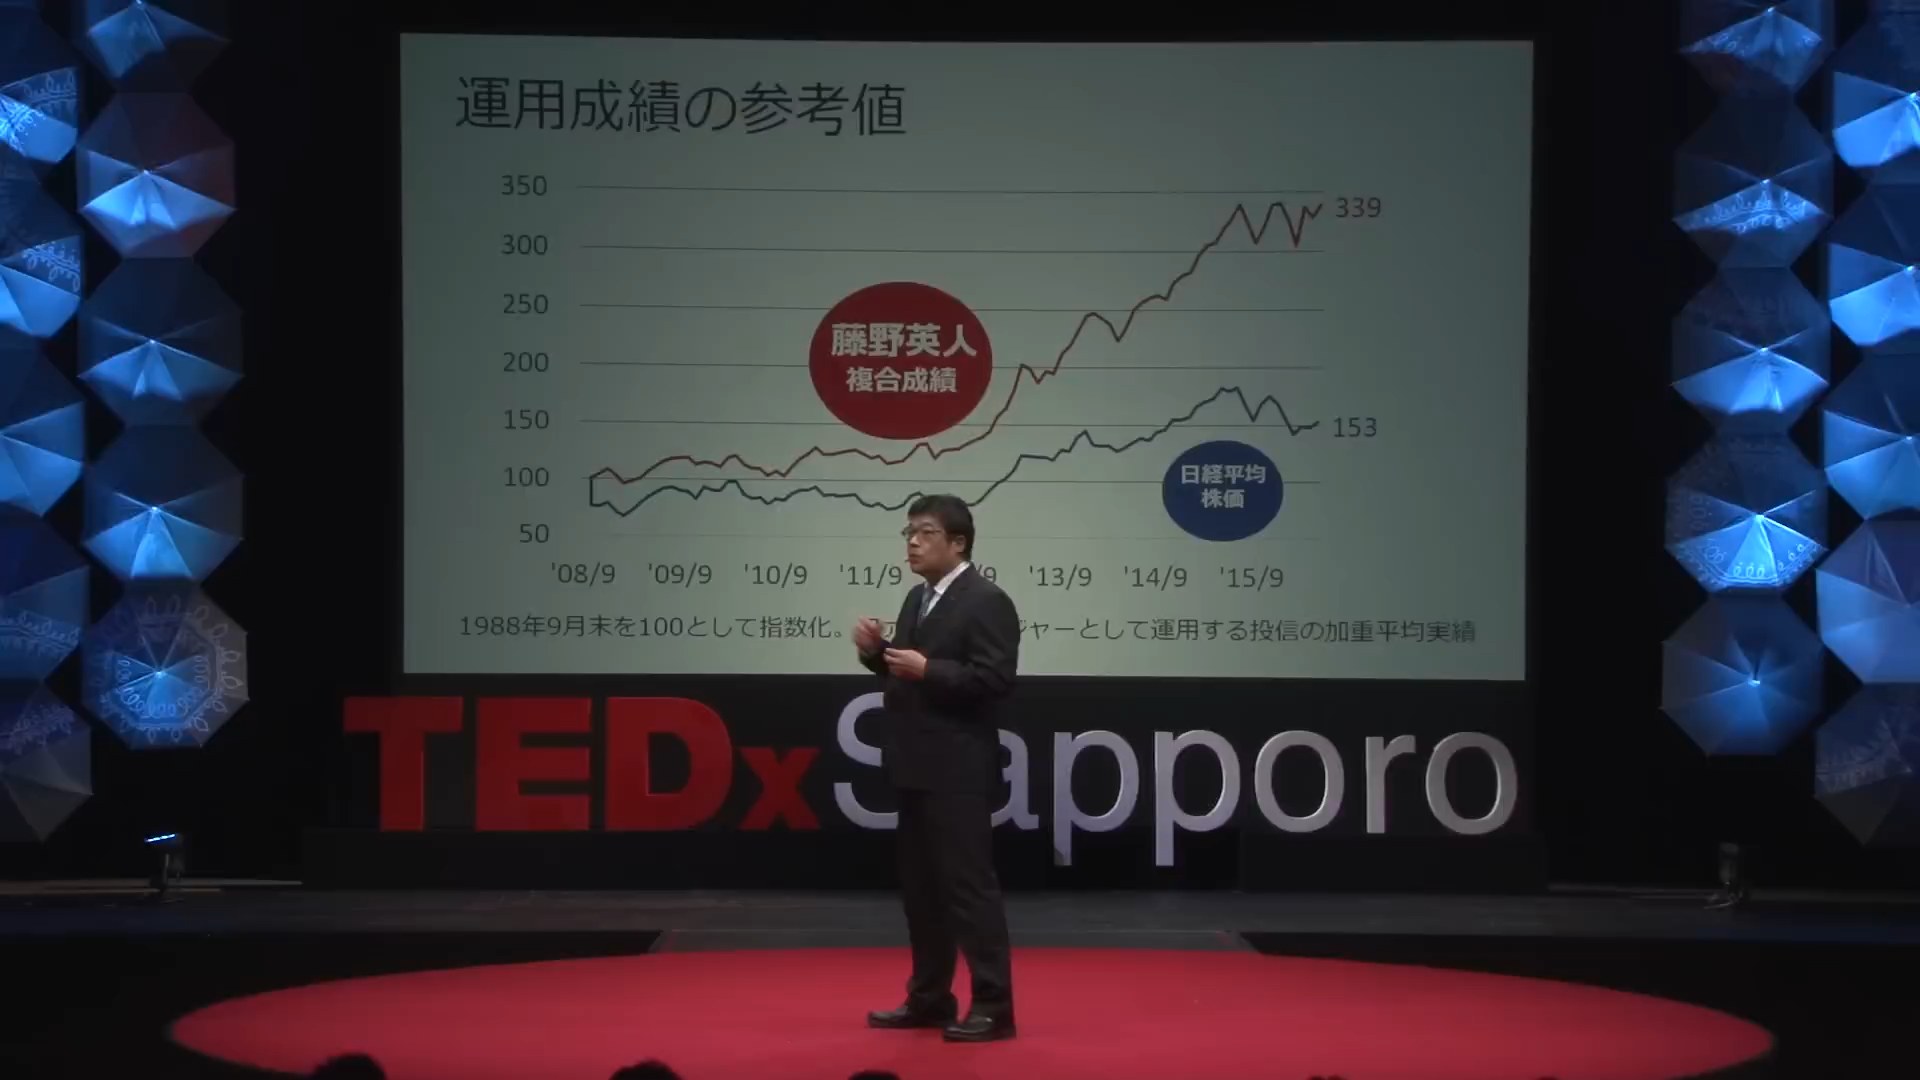 運用成績の参考値
350
300
250
200
150
100
50
339
153
藤野英人
複合成績
日経平均
株価
'08/9 '09/9 '10/9 '11/9 /9 '13/9 '14/9 '15/9
1988年9月末を100として指数化。 ジャーとして運用する投信の加重平均実績
TEDxSapporo